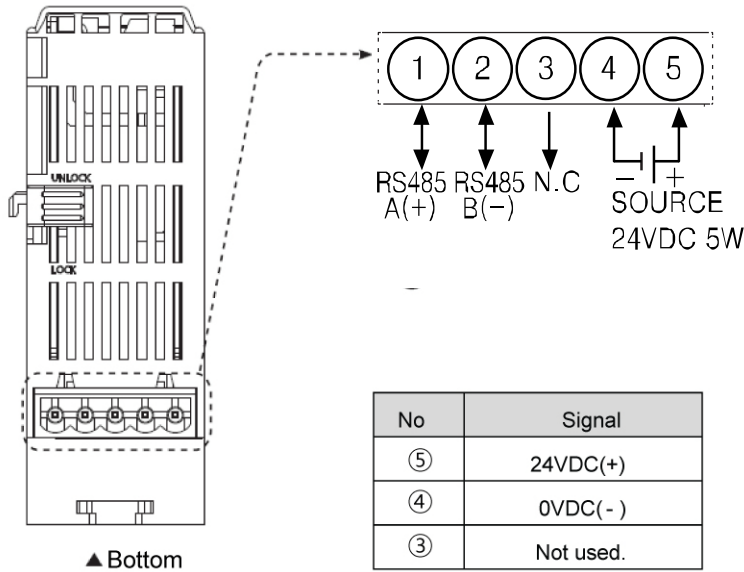 1 2 3 4 5
RS485 RS485 N.C
A(+) B(-)
- +
SOURCE
24VDC 5W
UNLOCK
LOCK
▲ Bottom
No Signal
⑤ 24VDC(+)
④ 0VDC( - )
③ Not used.